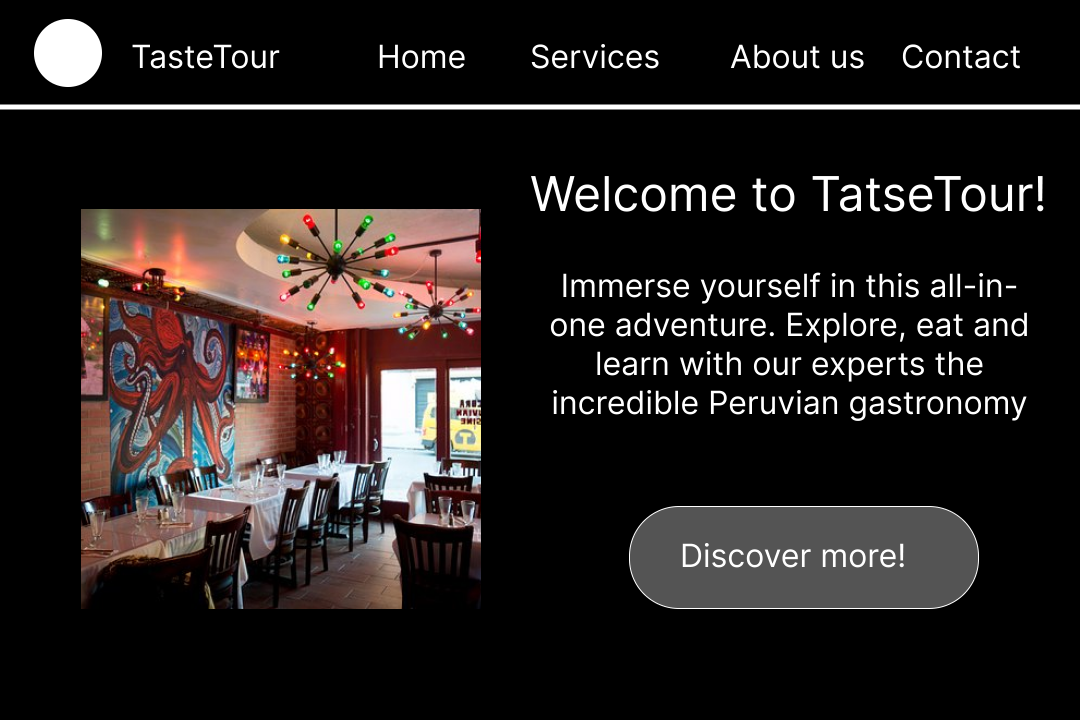 TasteTour Home Services About us Contact
Welcome to TatseTour!
Immerse yourself in this all-in-
one adventure. Explore, eat and
learn with our experts the
incredible Peruvian gastronomy
Discover more!